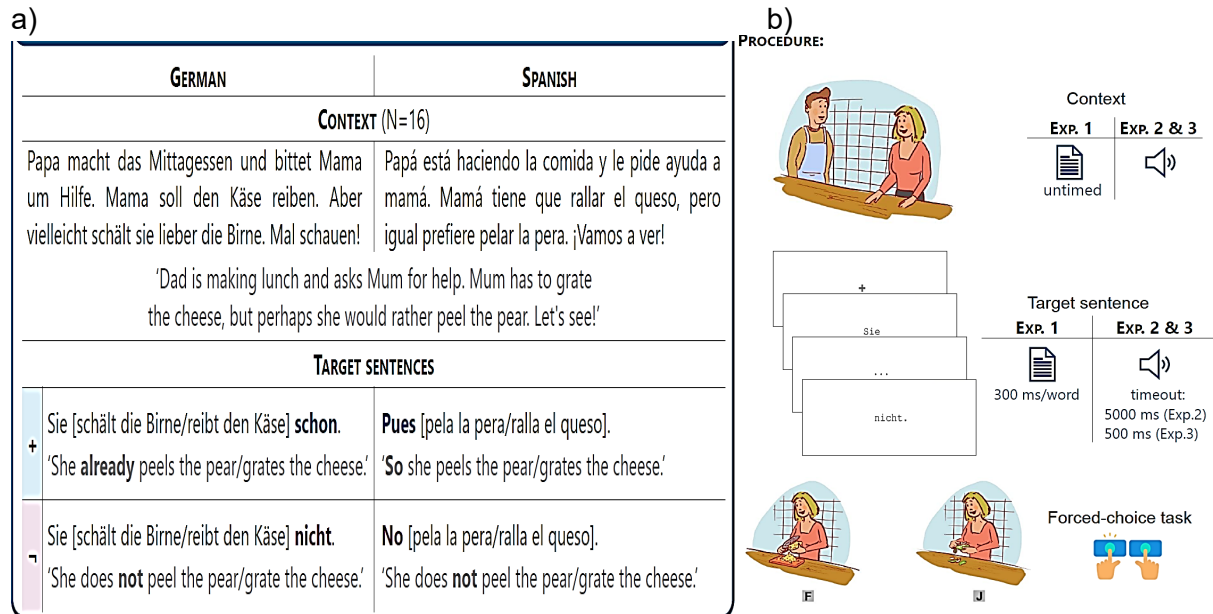 a)
GERMAN
SPANISH
CONTEXT (N=16)
Papa macht das Mittagessen und bittet Mama
um Hilfe. Mama soll den Käse reiben. Aber
vielleicht schält sie lieber die Birne. Mal schauen!
Papá está haciendo la comida y le pide ayuda a
mamá. Mamá tiene que rallar el queso, pero
igual prefiere pelar la pera. ¡Vamos a ver!
'Dad is making lunch and asks Mum for help. Mum has to grate
the cheese, but perhaps she would rather peel the pear. Let's see!'
TARGET SENTENCES
+
Sie [schält die Birne/reibt den Käse] schon.
'She already peels the pear/grates the cheese.'
Pues [pela la pera/ralla el queso].
'So she peels the pear/grates the cheese.'
¬
Sie [schält die Birne/reibt den Käse] nicht.
'She does not peel the pear/grate the cheese.'
No [pela la pera/ralla el queso].
'She does not peel the pear/grate the cheese.'
b)
PROCEDURE:
Context
EXP. 1
EXP. 2 & 3
untimed
+
Sie
...
nicht.
Target sentence
EXP. 1
EXP. 2 & 3
300 ms/word
timeout:
5000 ms (Exp.2)
500 ms (Exp.3)
Forced-choice task
F
J